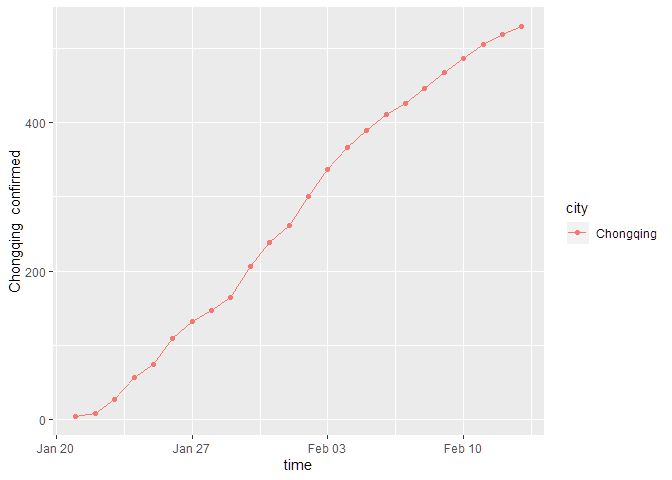 400
200
0
Chongqing confirmed
Jan 20
Jan 27
Feb 03
Feb 10
time
city
Chongqing